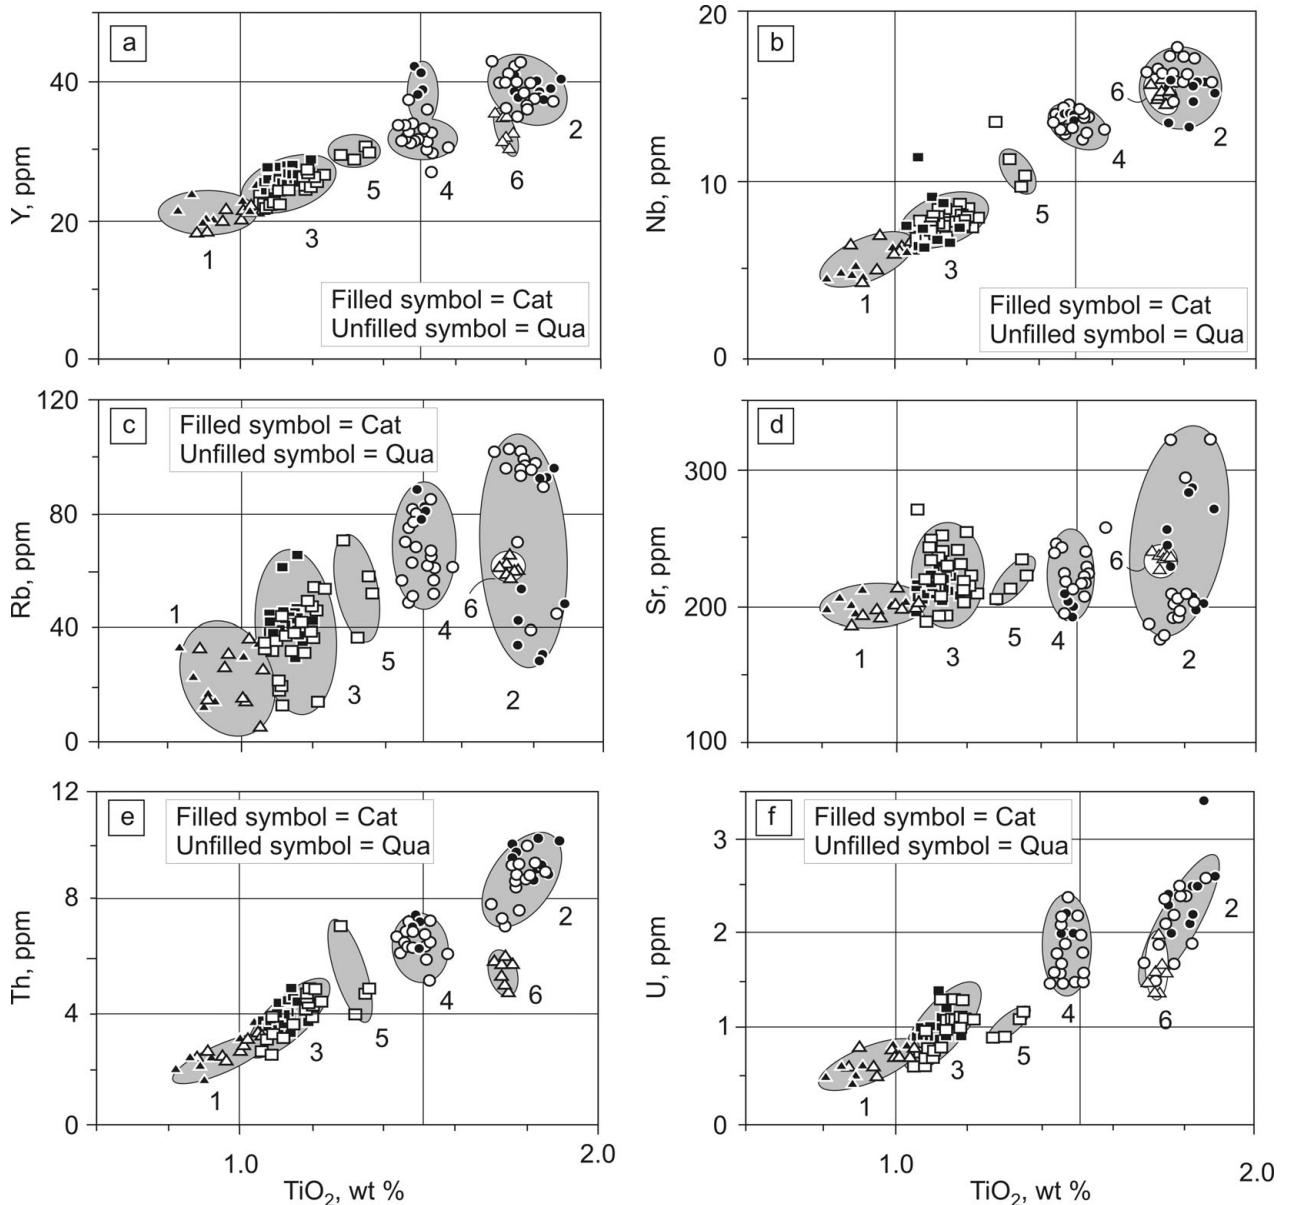 a
40
20
0
Y, ppm
1
3
5
4
6
2
Filled symbol = Cat
Unfilled symbol = Qua
b
20
10
0
Nb, ppm
1
3
5
4
6
2
Filled symbol = Cat
Unfilled symbol = Qua
c
Filled symbol = Cat
Unfilled symbol = Qua
120
80
40
0
Rb, ppm
1
3
5
4
6
2
d
300
200
100
Sr, ppm
1
3
5
4
6
2
e
Filled symbol = Cat
Unfilled symbol = Qua
12
8
4
0
Th, ppm
1
3
5
4
6
2
1.0
2.0
TiO₂, wt %
f
Filled symbol = Cat
Unfilled symbol = Qua
3
2
1
0
U, ppm
1
3
5
4
6
2
1.0
2.0
TiO₂, wt %